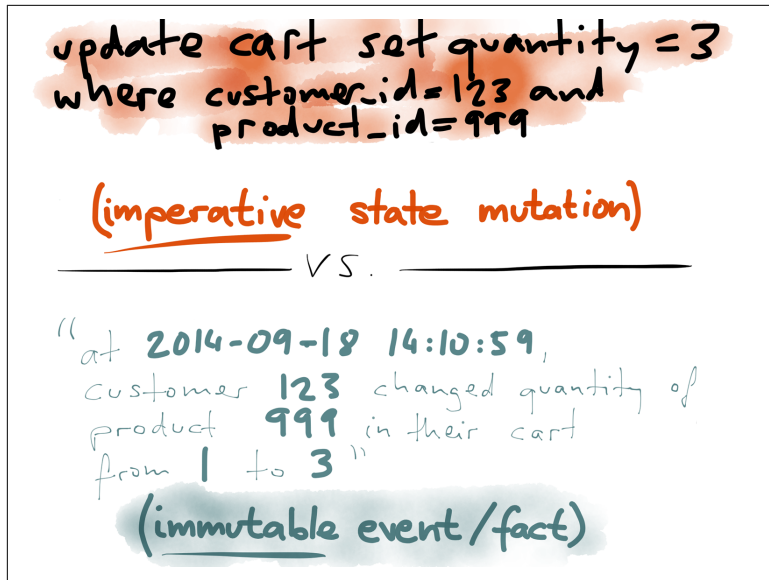 update cart set quantity = 3
where customer_id=123 and
product_id=999
(imperative state mutation)
vs.
"at 2014-09-18 14:10:59,
customer 123 changed quantity of
product 999 in their cart
from 1 to 3"
(immutable event/fact)